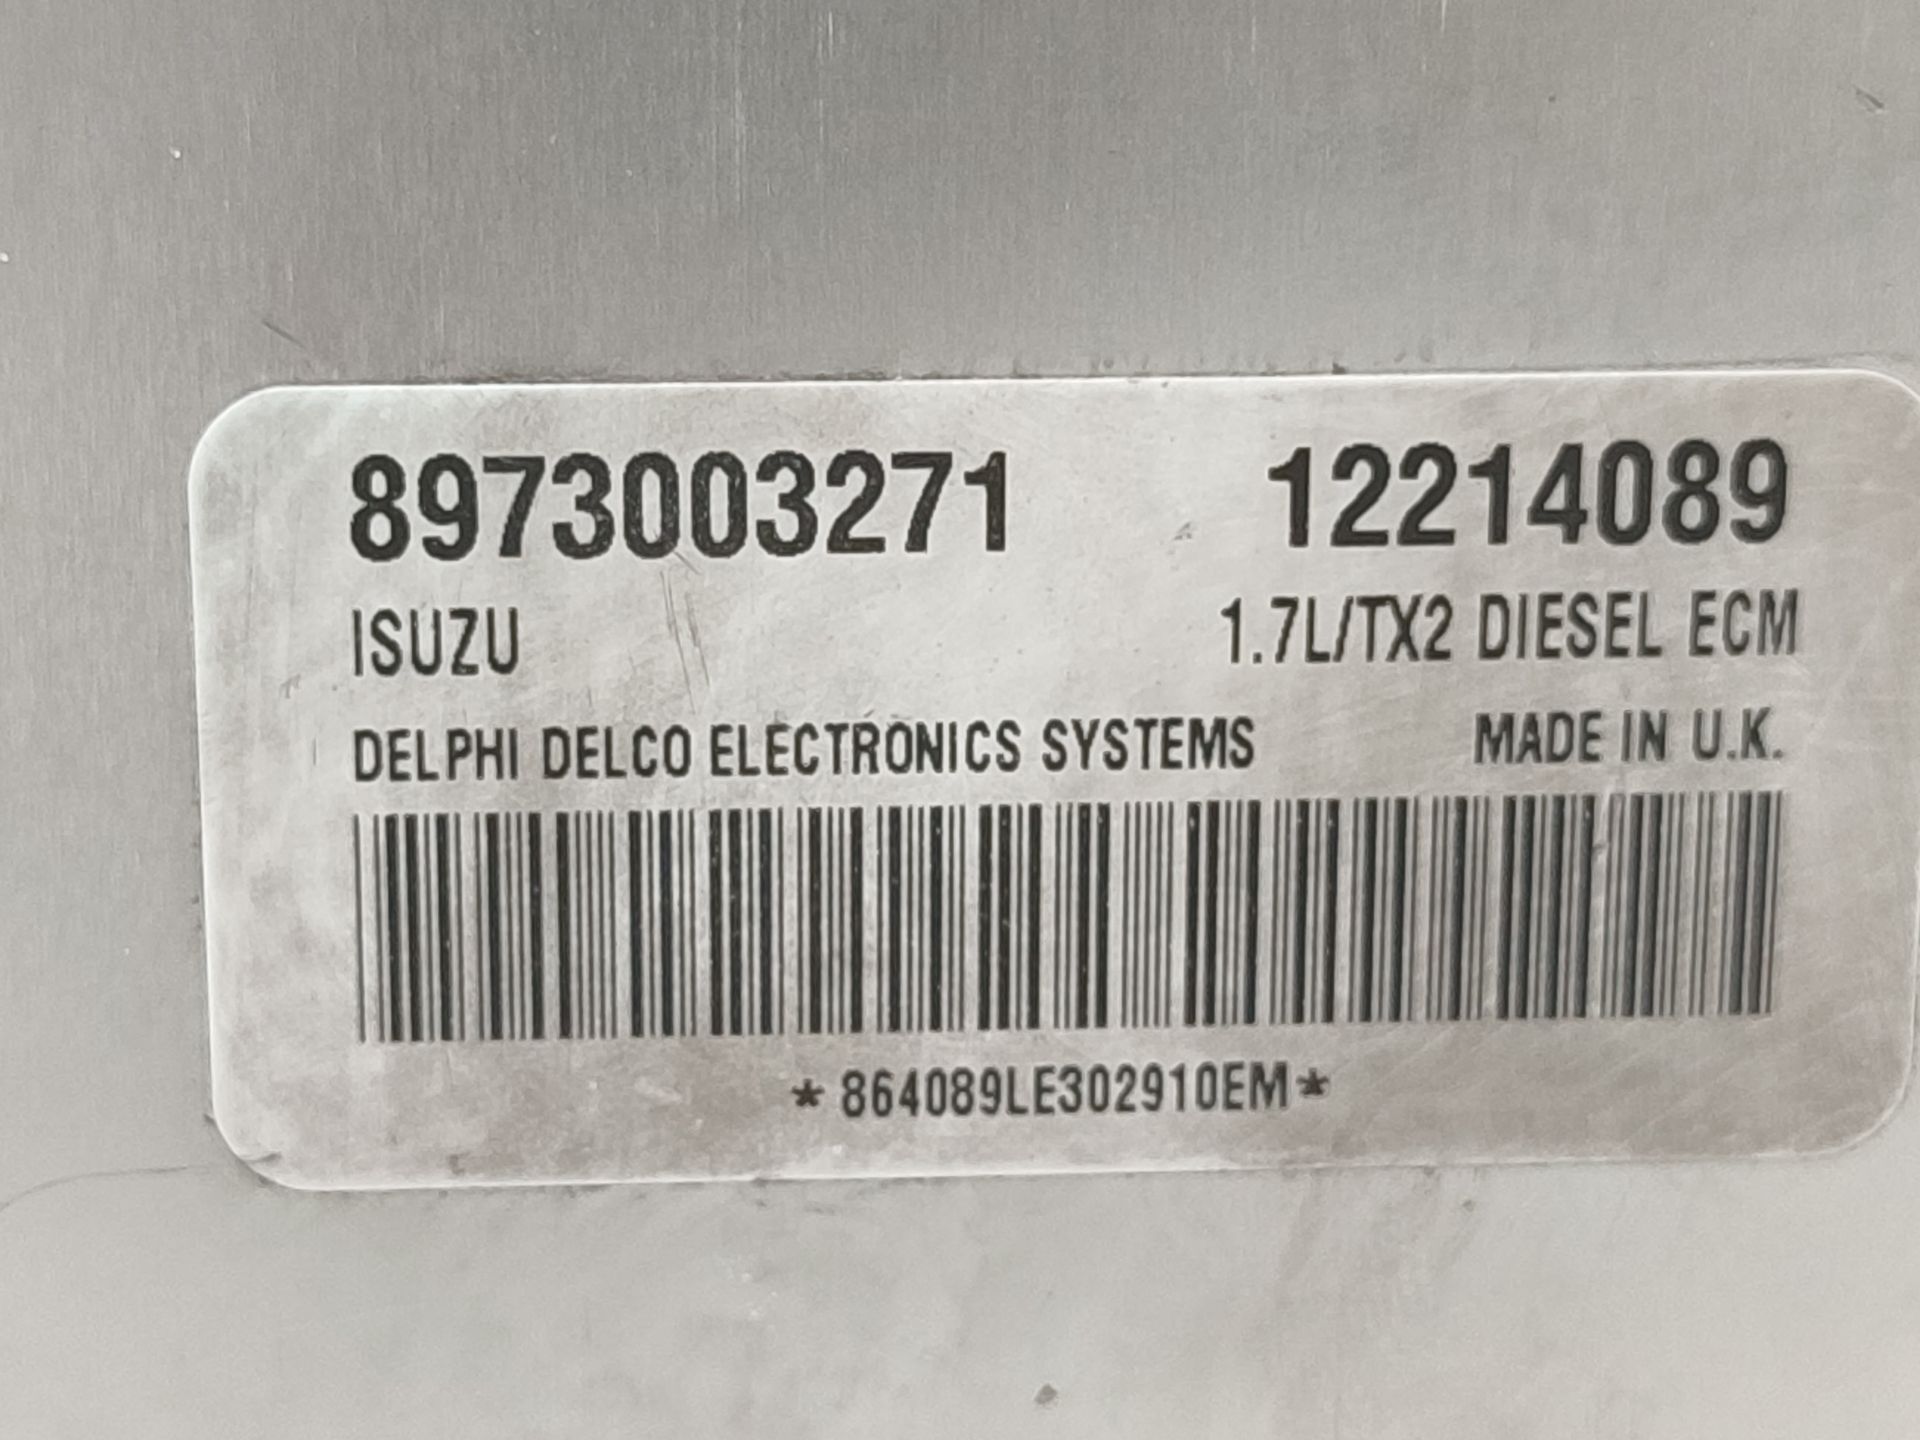 8973003271 12214089
ISUZU 1.7L/TX2 DIESEL ECM
DELPHI DELCO ELECTRONICS SYSTEMS MADE IN U.K.
*864089LE302910EM*